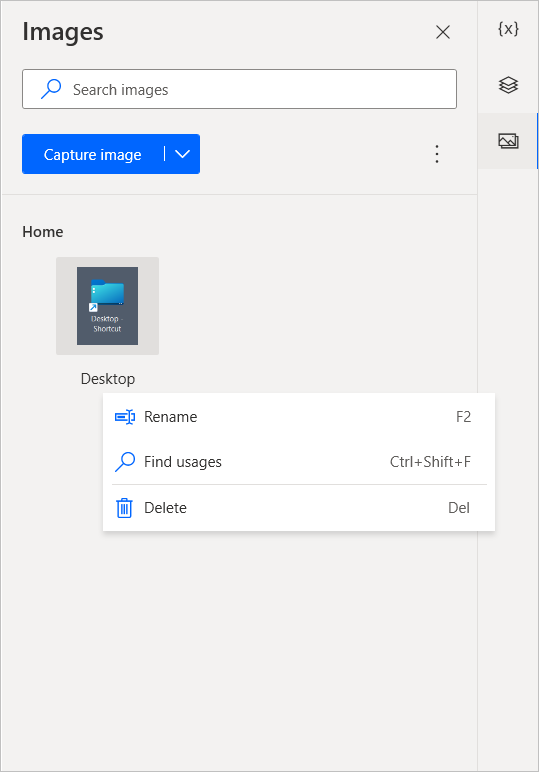 Images
{x}
Search images
Capture image
Home
Desktop -
Shortcut
Desktop
Rename F2
Find usages Ctrl+Shift+F
Delete Del